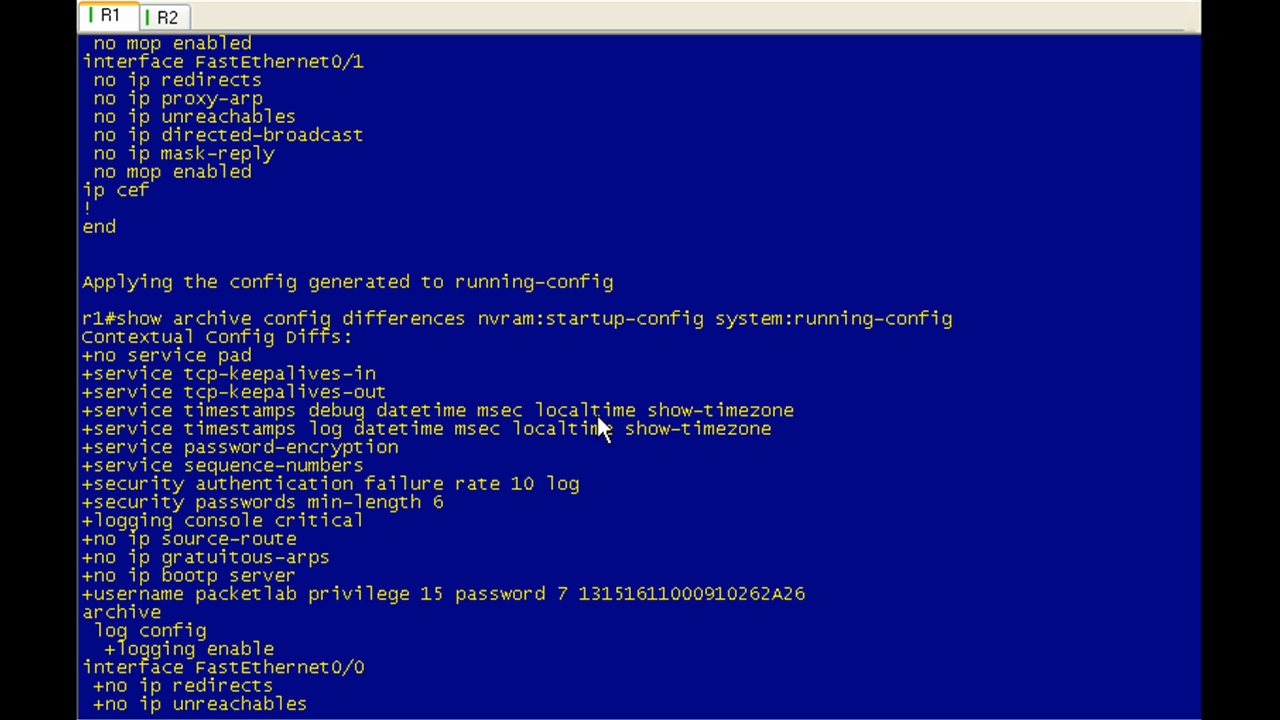 R1 R2
no mop enabled
interface FastEthernet0/1
no ip redirects
no ip proxy-arp
no ip unreachables
no ip directed-broadcast
no ip mask-reply
no mop enabled
ip cef
!
end
Applying the config generated to running-config
r1#show archive config differences nvram:startup-config system:running-config
Contextual Config Diffs:
+no service pad
+service tcp-keepalives-in
+service tcp-keepalives-out
+service timestamps debug datetime msec localtime show-timezone
+service timestamps log datetime msec localtime show-timezone
+service password-encryption
+service sequence-numbers
+security authentication failure rate 10 log
+security passwords min-length 6
+logging console critical
+no ip source-route
+no ip gratuitous-arps
+no ip bootp server
+username packetlab privilege 15 password 7 13151611000910262A26
archive
log config
+logging enable
interface FastEthernet0/0
+no ip redirects
+no ip unreachables